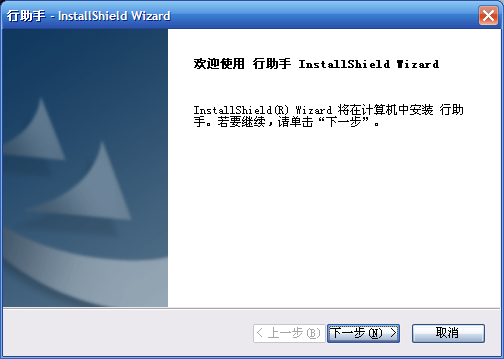 行助手 - InstallShield Wizard
欢迎使用 行助手 InstallShield Wizard
InstallShield(R) Wizard 将在计算机中安装 行助
手。若要继续，请单击“下一步”。
< 上一步(B) 下一步(N) > 取消